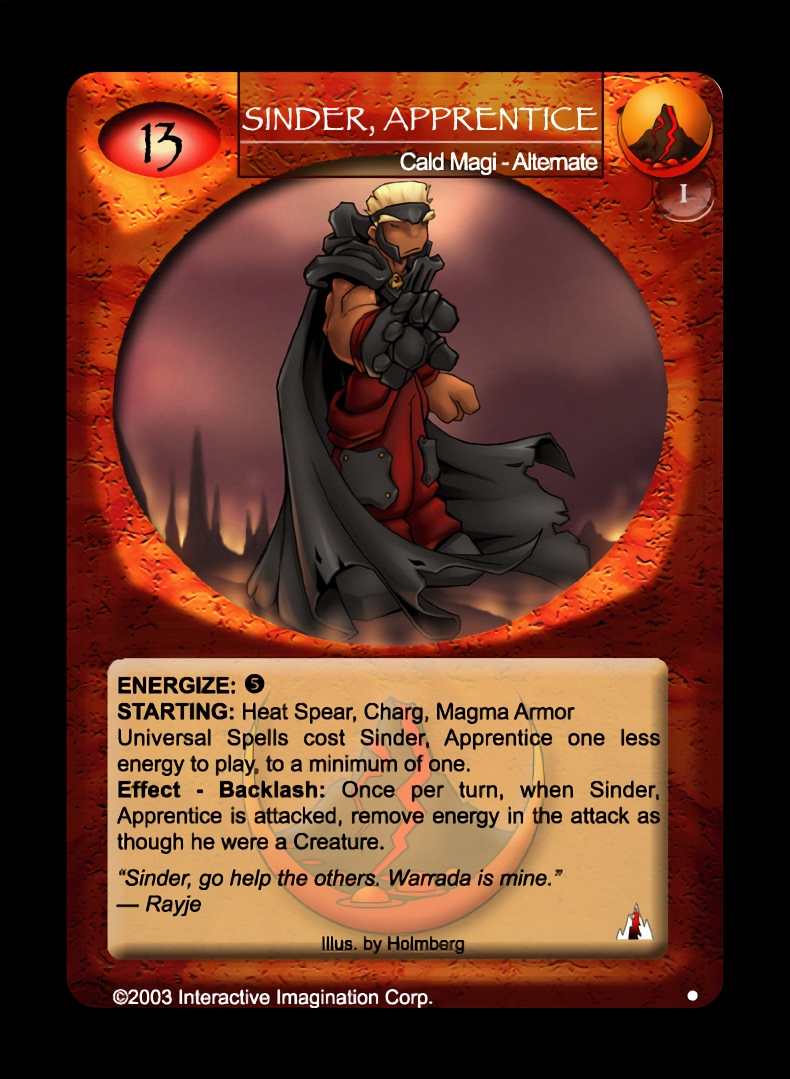 13
SINDER, APPRENTICE
Cald Magi - Alternate
I
ENERGIZE: 5
STARTING: Heat Spear, Charg, Magma Armor
Universal Spells cost Sinder, Apprentice one less
energy to play, to a minimum of one.
Effect - Backlash: Once per turn, when Sinder,
Apprentice is attacked, remove energy in the attack as
though he were a Creature.
“Sinder, go help the others. Warrada is mine.”
— Rayje
Illus. by Holmberg
©2003 Interactive Imagination Corp.